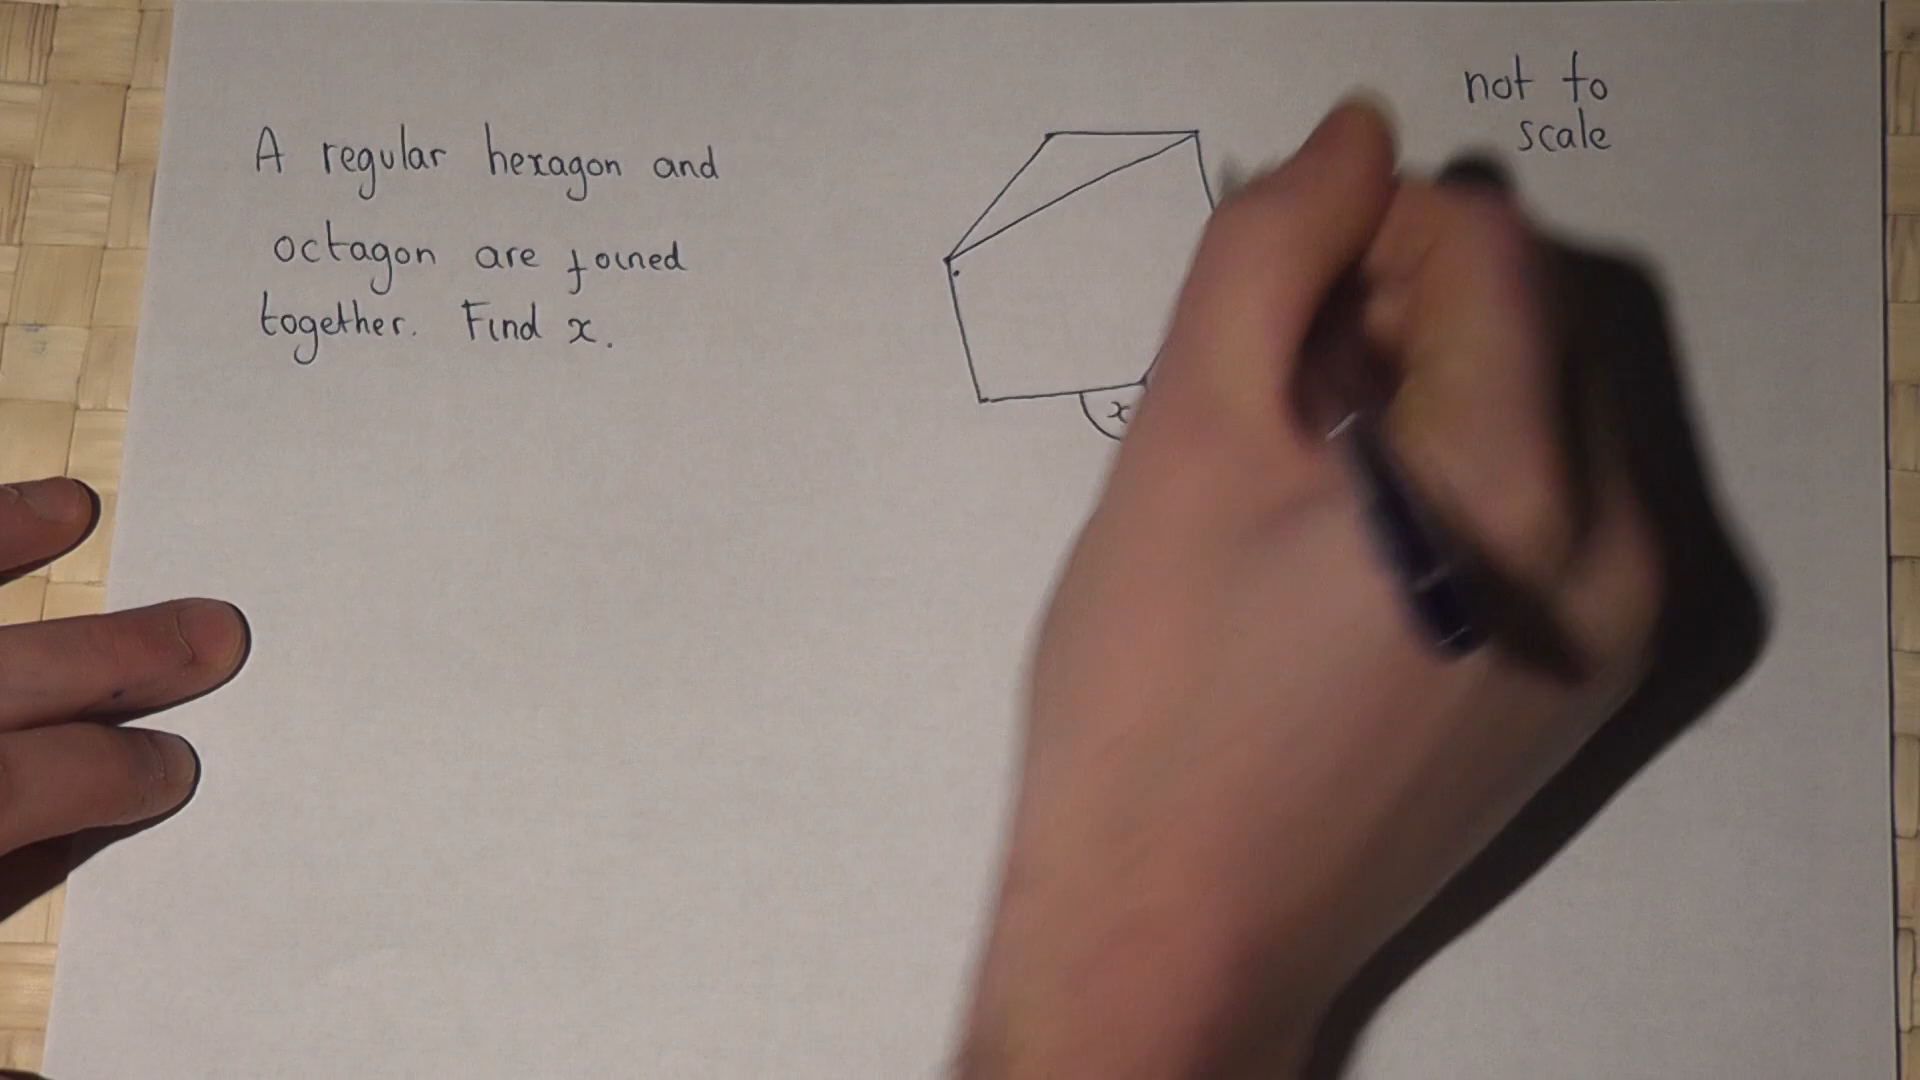 A regular hexagon and
octagon are joined
together. Find x.
not to
scale
x